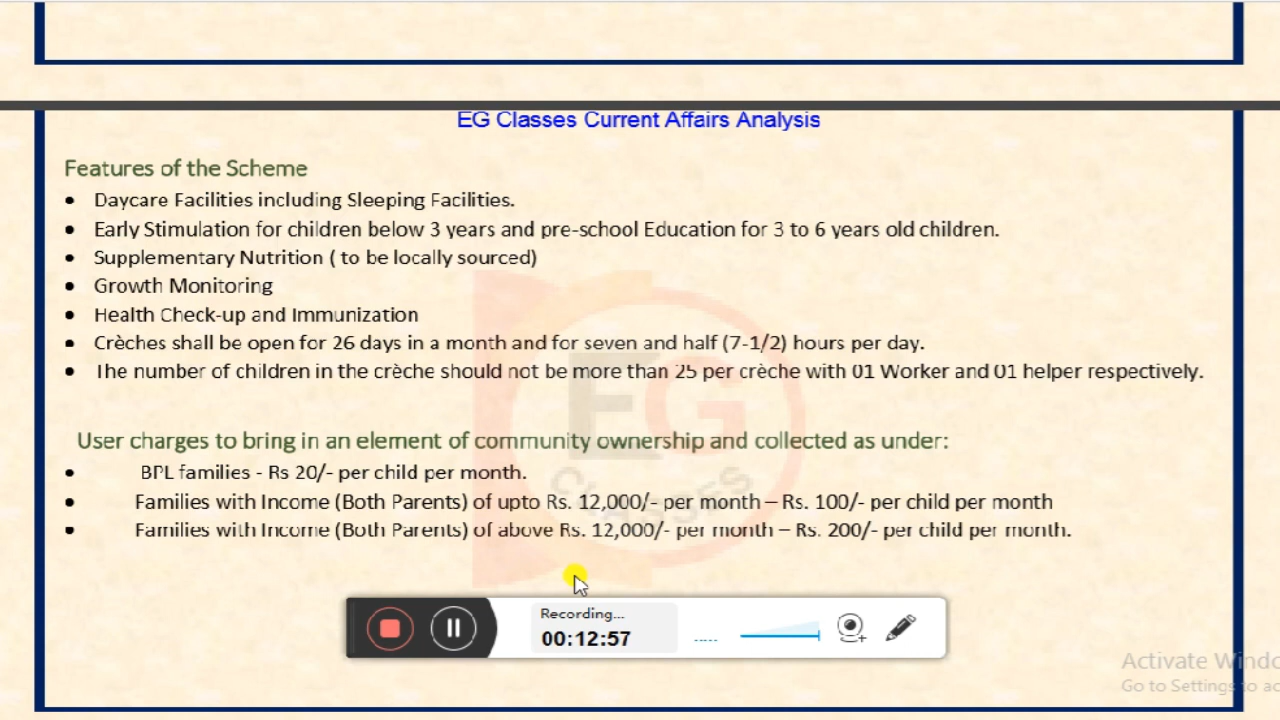 EG Classes Current Affairs Analysis
Features of the Scheme
• Daycare Facilities including Sleeping Facilities.
• Early Stimulation for children below 3 years and pre-school Education for 3 to 6 years old children.
• Supplementary Nutrition ( to be locally sourced)
• Growth Monitoring
• Health Check-up and Immunization
• Crèches shall be open for 26 days in a month and for seven and half (7-1/2) hours per day.
• The number of children in the crèche should not be more than 25 per crèche with 01 Worker and 01 helper respectively.
EG
CLASSES
User charges to bring in an element of community ownership and collected as under:
• BPL families - Rs 20/- per child per month.
• Families with Income (Both Parents) of upto Rs. 12,000/- per month – Rs. 100/- per child per month
• Families with Income (Both Parents) of above Rs. 12,000/- per month – Rs. 200/- per child per month.
Recording...
00:12:57
Activate Windo
Go to Settings to ac